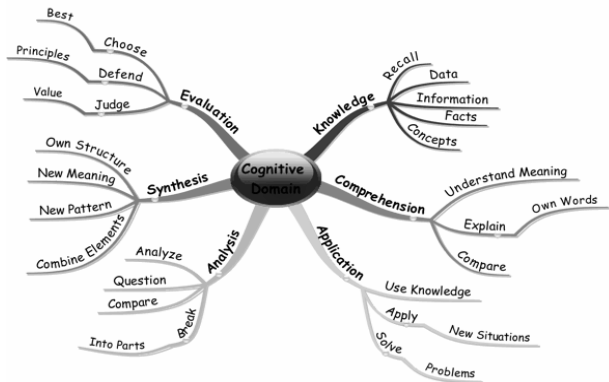 Cognitive
Domain
Knowledge
Recall
Data
Information
Facts
Concepts
Comprehension
Understand Meaning
Explain
Own Words
Compare
Application
Use Knowledge
Apply
New Situations
Solve
Problems
Analysis
Analyze
Question
Compare
Break
Into Parts
Synthesis
Own Structure
New Meaning
New Pattern
Combine Elements
Evaluation
Choose
Best
Defend
Principles
Judge
Value